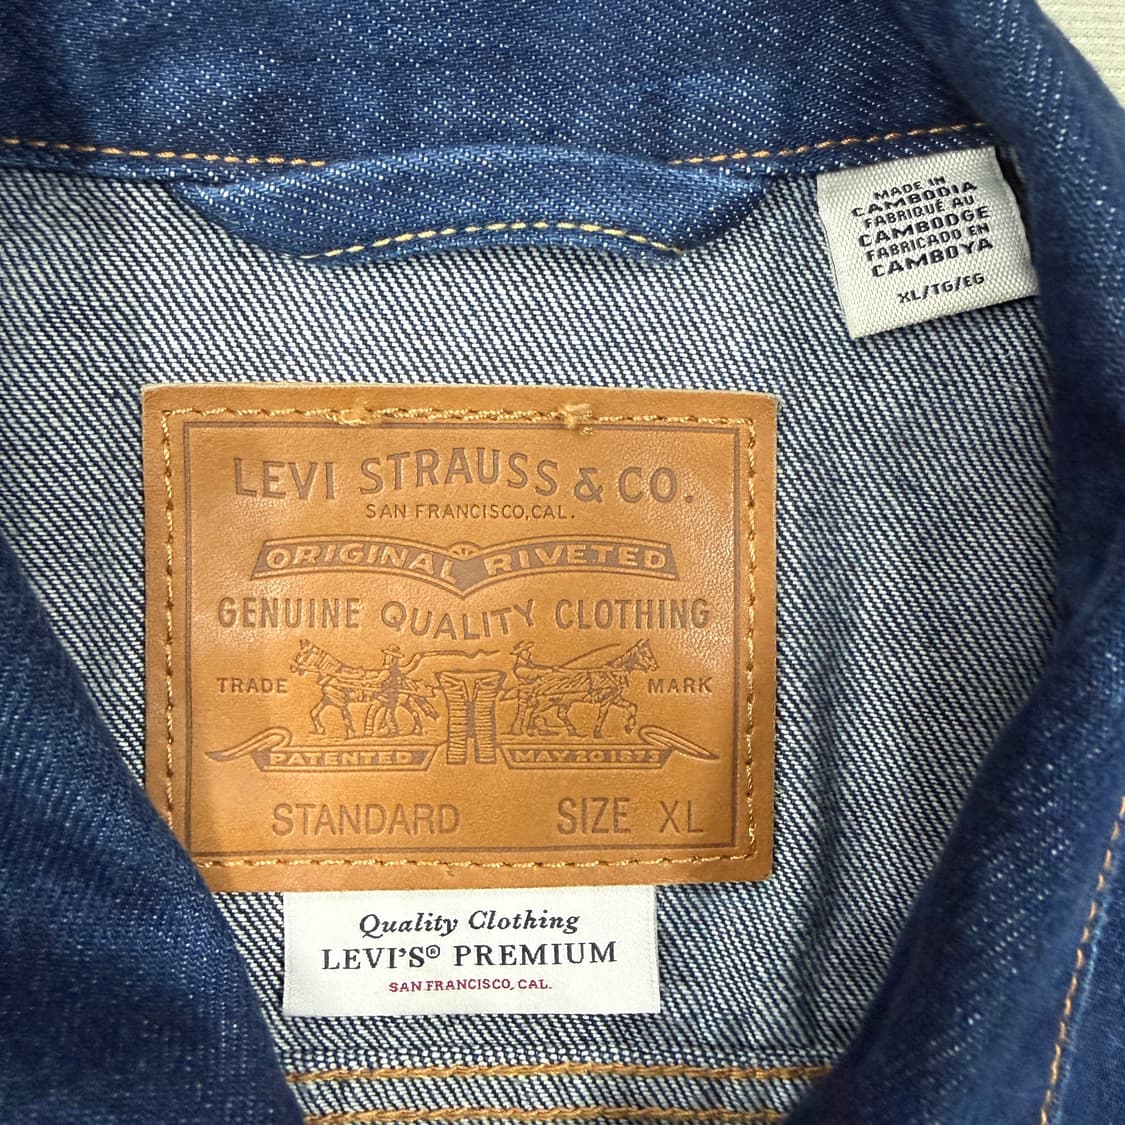 MADE IN
CAMBODIA
FABRIQUÉ AU
CAMBODGE
FABRICADO EN
CAMBOYA
XL/TG/EG
LEVI STRAUSS & CO.
SAN FRANCISCO, CAL.
ORIGINAL RIVETED
GENUINE QUALITY CLOTHING
TRADE MARK
PATENTED MAY 20 1873
STANDARD SIZE XL
Quality Clothing
LEVI'S® PREMIUM
SAN FRANCISCO, CAL.